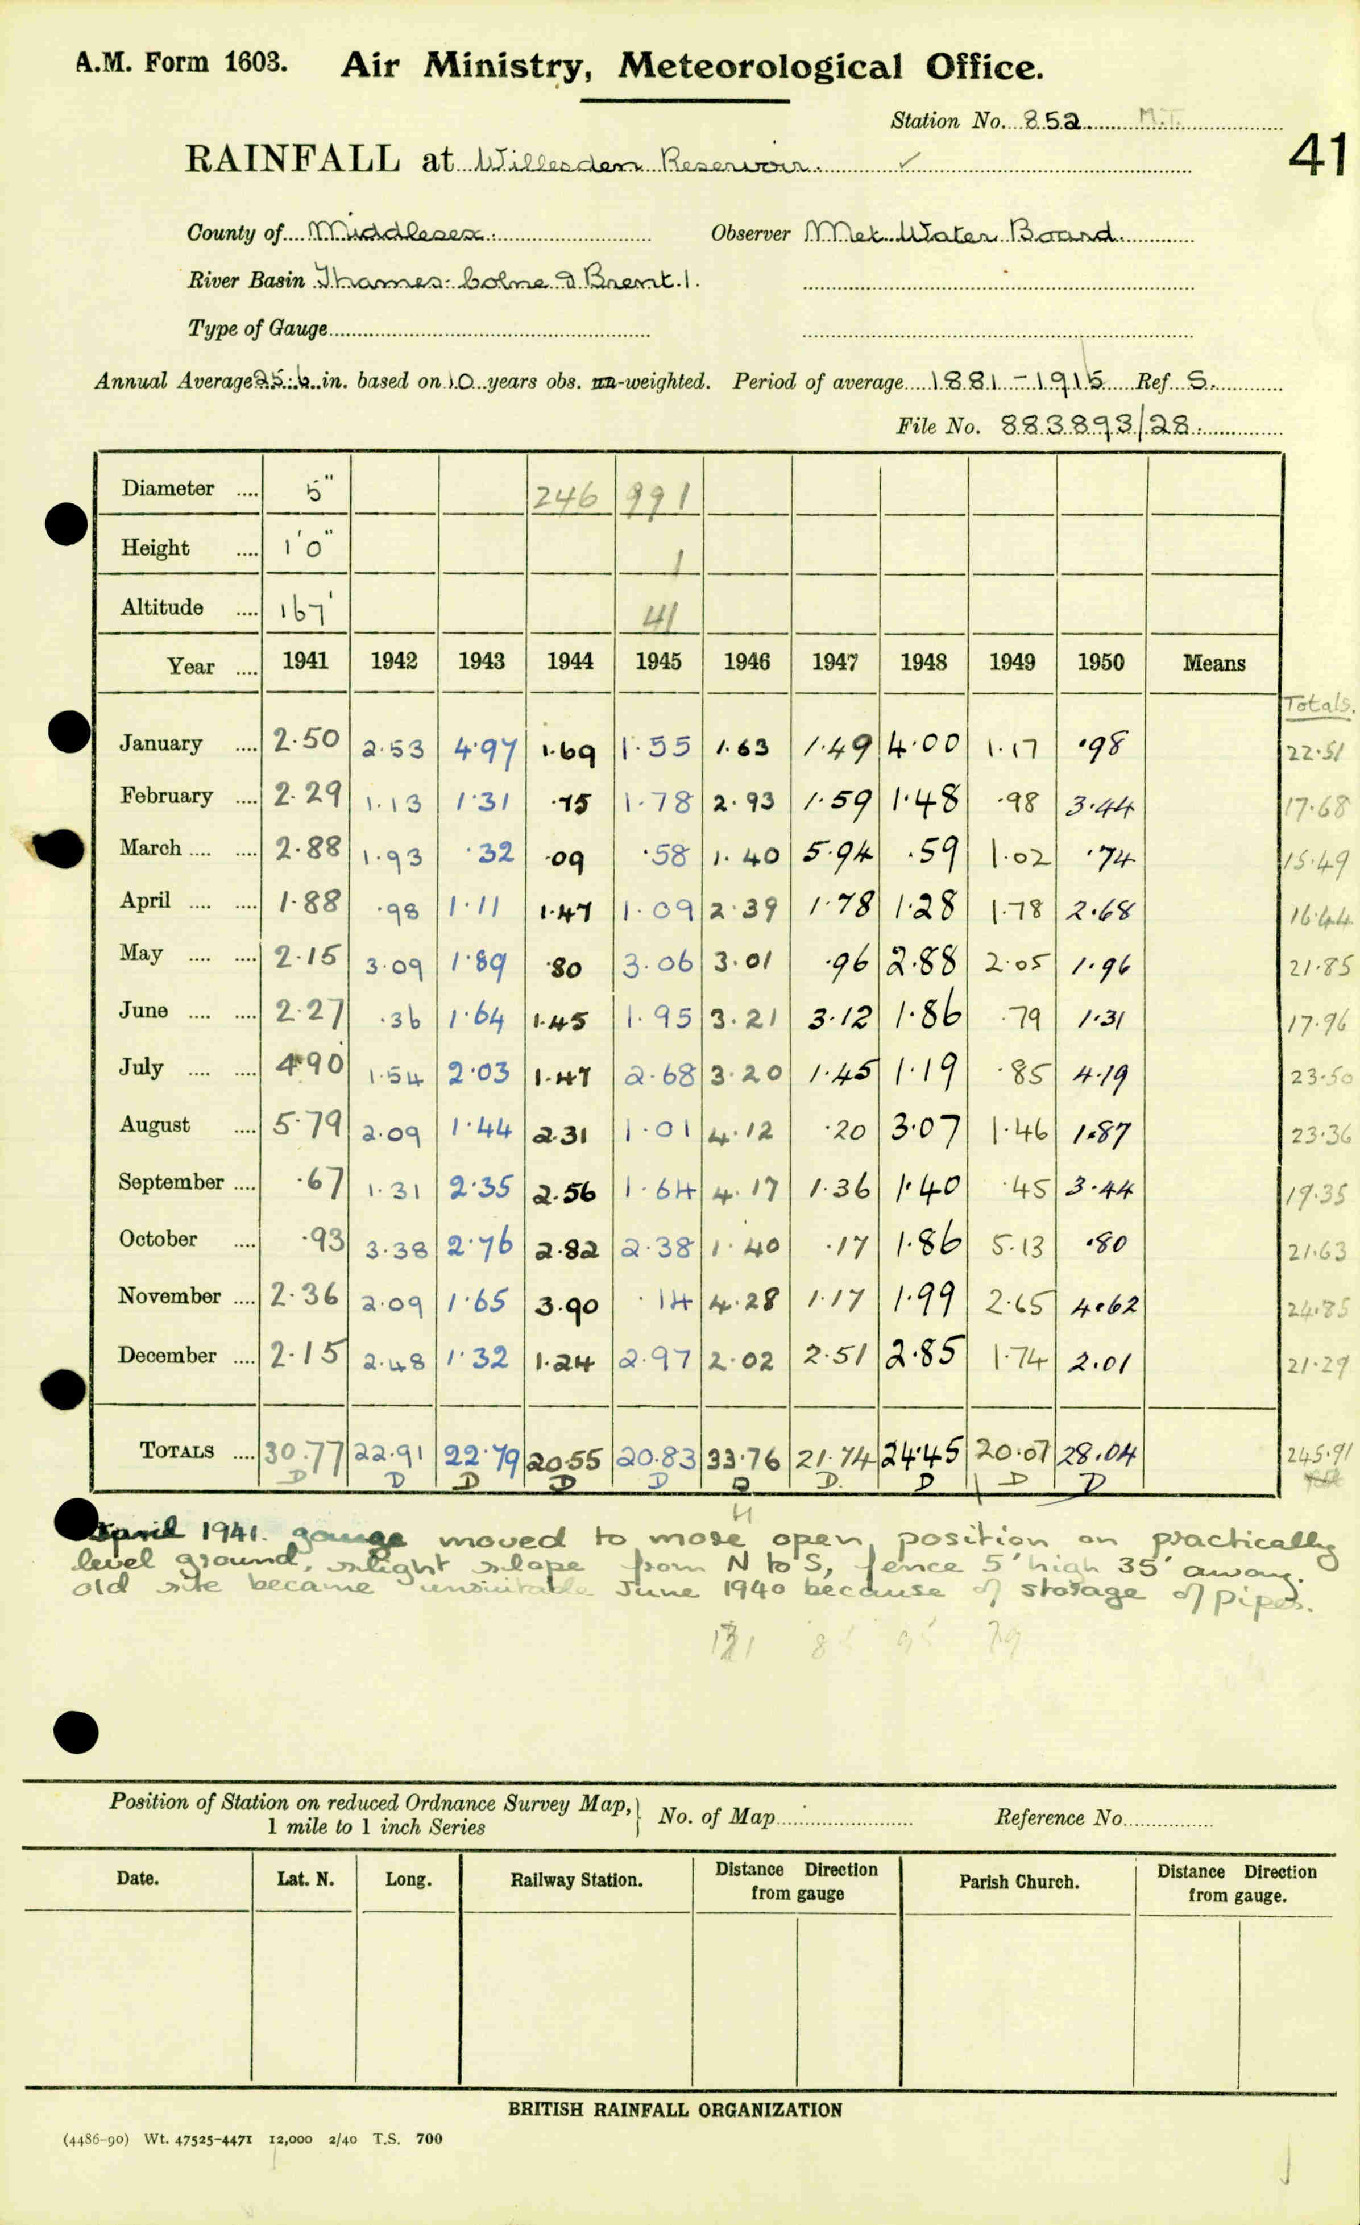 A.M. Form 1603. Air Ministry, Meteorological Office.
Station No. 852 M.T.
41
RAINFALL at Willesden Reservoir. ✓
County of Middlesex. Observer Met. Water Board.
River Basin Thames: Colne & Brent. 1.
Type of Gauge
Annual Average 25.6 in. based on 10 years obs. un-weighted. Period of average 1881-1915 Ref. S.
File No. 883893/28.
Diameter .... 5" 246 991
Height .... 1'0" 1
Altitude .... 167' 41
Year .... 1941 1942 1943 1944 1945 1946 1947 1948 1949 1950 Means
Totals.
January .... 2.50 2.53 4.97 1.69 1.55 1.63 1.49 4.00 1.17 .98 22.51
February .... 2.29 1.13 1.31 .75 1.78 2.93 1.59 1.48 .98 3.44 17.68
March .... .... 2.88 1.93 .32 .09 .58 1.40 5.94 .59 1.02 .74 15.49
April .... .... 1.88 .98 1.11 1.47 1.09 2.39 1.78 1.28 1.78 2.68 16.44
May .... .... 2.15 3.09 1.89 .80 3.06 3.01 .96 2.88 2.05 1.96 21.85
June .... .... 2.27 .36 1.64 1.45 1.95 3.21 3.12 1.86 .79 1.31 17.96
July .... .... 4.90 1.54 2.03 1.47 2.68 3.20 1.45 1.19 .85 4.19 23.50
August .... 5.79 2.09 1.44 2.31 1.01 4.12 .20 3.07 1.46 1.87 23.36
September .... .67 1.31 2.35 2.56 1.64 4.17 1.36 1.40 .45 3.44 19.35
October .... .93 3.38 2.76 2.82 2.38 1.40 .17 1.86 5.13 .80 21.63
November .... 2.36 2.09 1.65 3.90 .14 4.28 1.17 1.99 2.65 4.62 24.85
December .... 2.15 2.48 1.32 1.24 2.97 2.02 2.51 2.85 1.74 2.01 21.29
TOTALS .... 30.77 22.91 22.79 20.55 20.83 33.76 21.74 24.45 20.07 28.04 245.91
D D D D D D D. D D D
April 1941. gauge moved to more open position on practically
level ground, slight slope from N to S, fence 5' high 35' away.
old site became unsuitable June 1940 because of storage of pipes.
Position of Station on reduced Ordnance Survey Map, 1 mile to 1 inch Series } No. of Map Reference No.
Date. Lat. N. Long. Railway Station. Distance Direction from gauge Parish Church. Distance Direction from gauge.
BRITISH RAINFALL ORGANIZATION
(4486-90) Wt. 47525-4471 12,000 2/40 T.S. 700